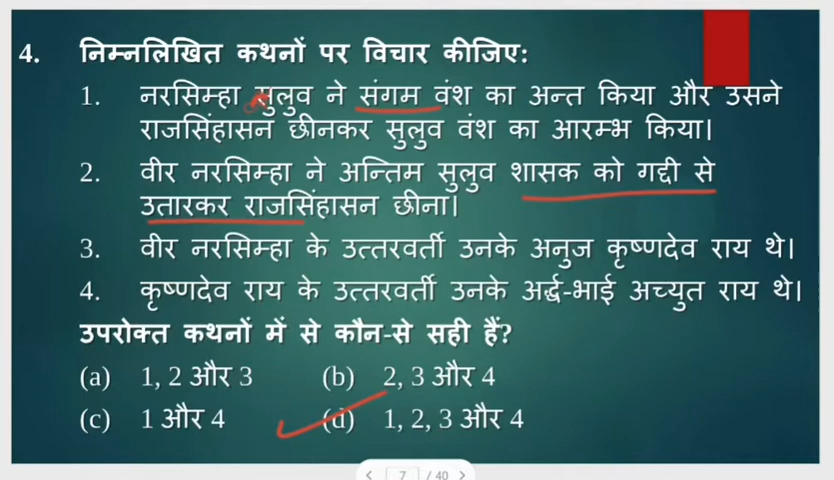 4. निम्नलिखित कथनों पर विचार कीजिए:
1. नरसिम्हा सुलुव ने संगम वंश का अन्त किया और उसने
राजसिंहासन छीनकर सुलुव वंश का आरम्भ किया।
2. वीर नरसिम्हा ने अन्तिम सुलुव शासक को गद्दी से
उतारकर राजसिंहासन छीना।
3. वीर नरसिम्हा के उत्तरवर्ती उनके अनुज कृष्णदेव राय थे।
4. कृष्णदेव राय के उत्तरवर्ती उनके अर्द्ध-भाई अच्युत राय थे।
उपरोक्त कथनों में से कौन-से सही हैं?
(a) 1, 2 और 3 (b) 2, 3 और 4
(c) 1 और 4 (d) 1, 2, 3 और 4
< 7 / 40 >